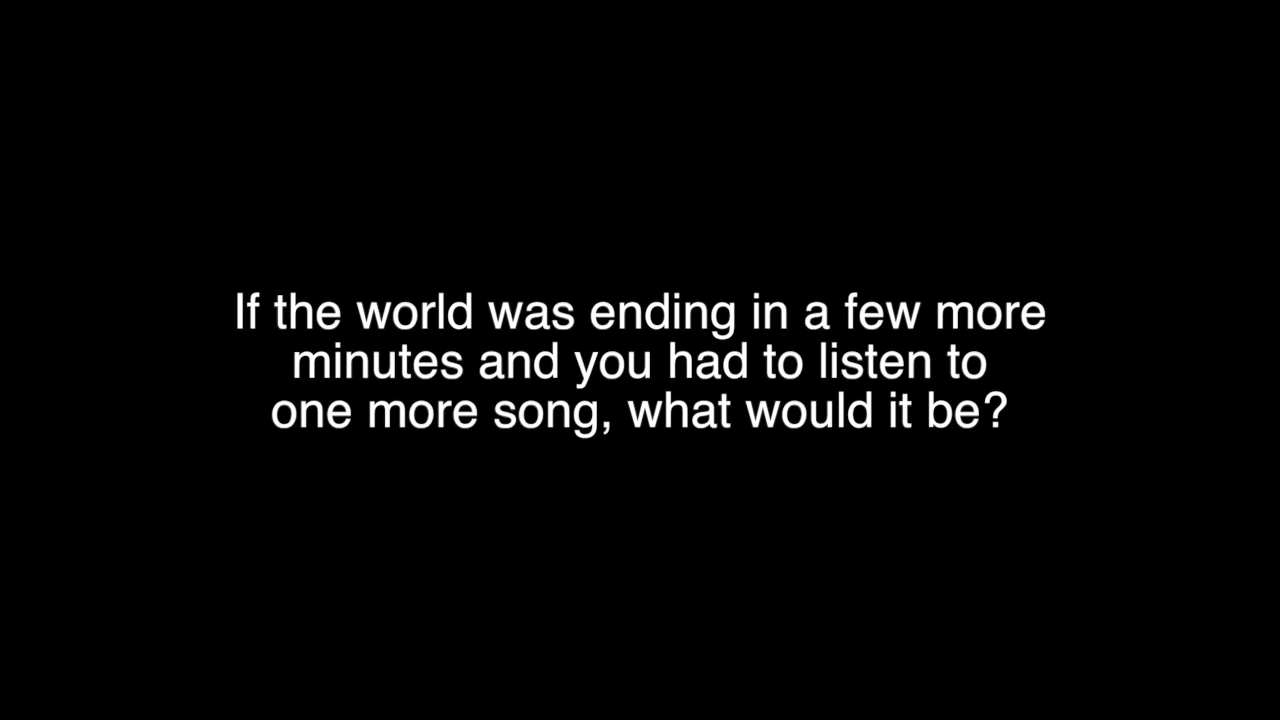 If the world was ending in a few more
minutes and you had to listen to
one more song, what would it be?